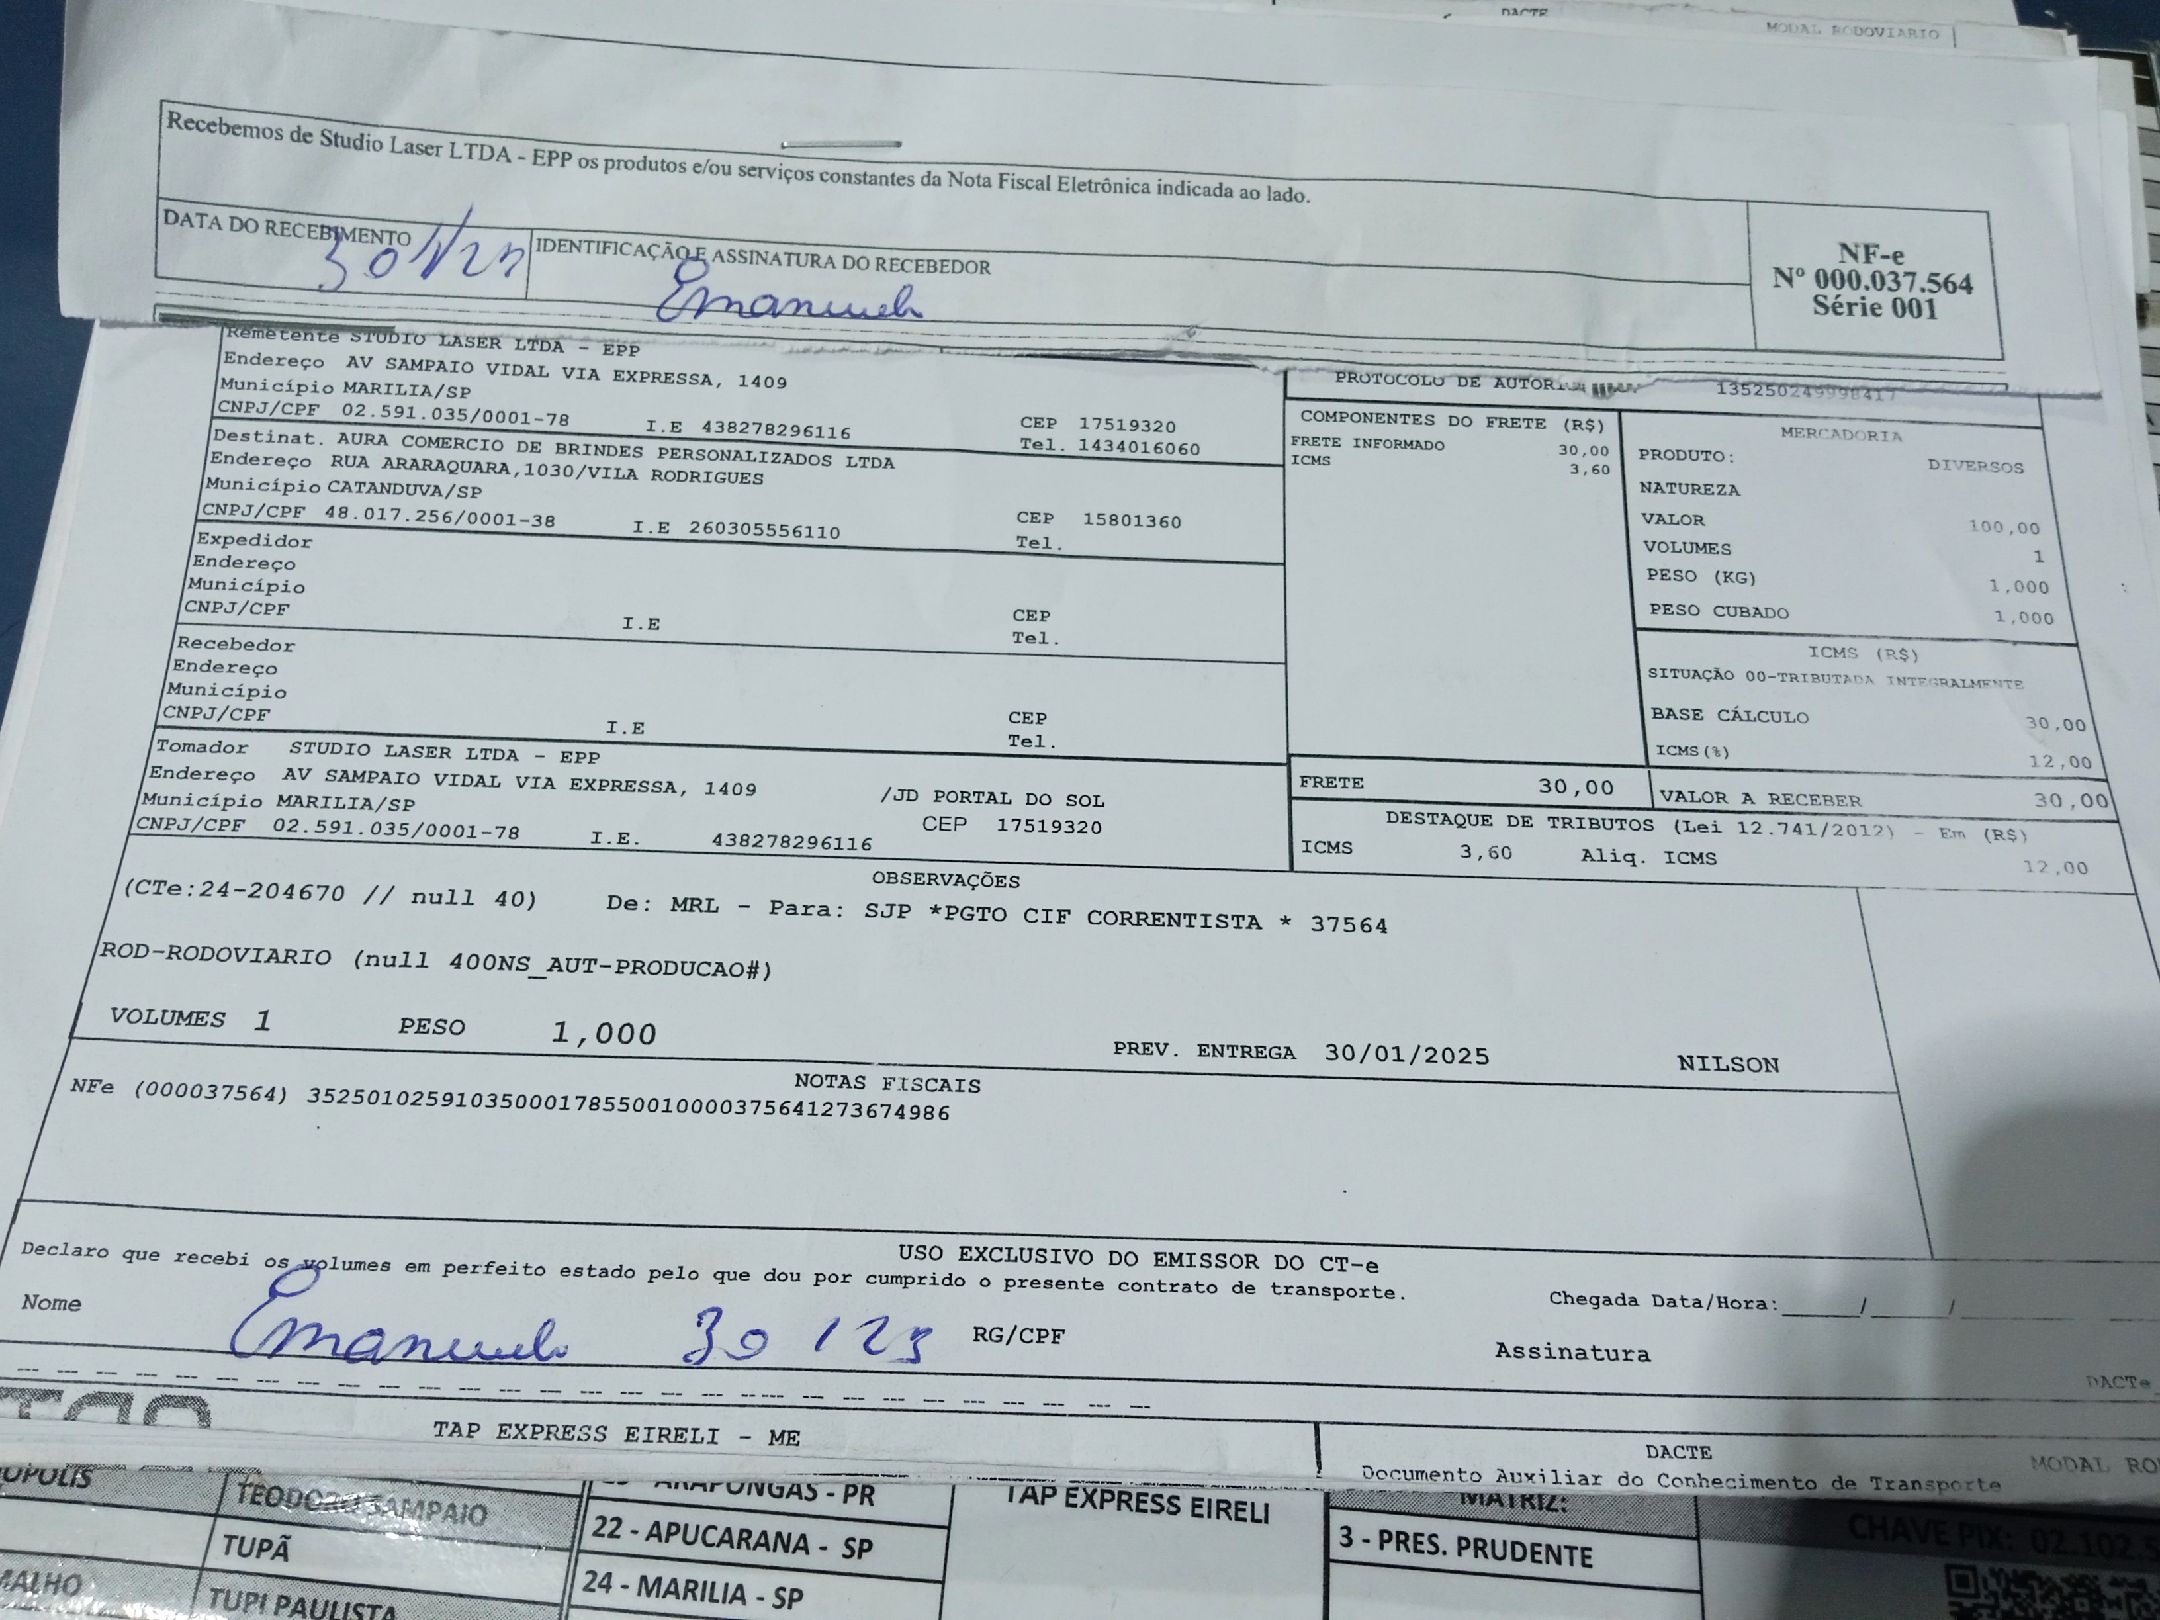 DACTE
MODAL RODOVIARIO
Recebemos de Studio Laser LTDA - EPP os produtos e/ou serviços constantes da Nota Fiscal Eletrônica indicada ao lado.
DATA DO RECEBIMENTO
IDENTIFICAÇÃO E ASSINATURA DO RECEBEDOR
NF-e
Nº 000.037.564
Série 001
Remetente STUDIO LASER LTDA - EPP
Endereço AV SAMPAIO VIDAL VIA EXPRESSA, 1409
Município MARILIA/SP
CNPJ/CPF 02.591.035/0001-78 I.E 438278296116 CEP 17519320
Tel. 1434016060
Destinat. AURA COMERCIO DE BRINDES PERSONALIZADOS LTDA
Endereço RUA ARARAQUARA,1030/VILA RODRIGUES
Município CATANDUVA/SP
CNPJ/CPF 48.017.256/0001-38 I.E 260305556110 CEP 15801360
Tel.
Expedidor
Endereço
Município
CNPJ/CPF I.E CEP
Tel.
Recebedor
Endereço
Município
CNPJ/CPF I.E CEP
Tel.
Tomador STUDIO LASER LTDA - EPP
Endereço AV SAMPAIO VIDAL VIA EXPRESSA, 1409 /JD PORTAL DO SOL
Município MARILIA/SP CEP 17519320
CNPJ/CPF 02.591.035/0001-78 I.E. 438278296116
PROTOCOLO DE 135250249998417
COMPONENTES DO FRETE (R$)
FRETE INFORMADO 30,00
ICMS 3,60
MERCADORIA
PRODUTO: DIVERSOS
NATUREZA
VALOR 100,00
VOLUMES 1
PESO (KG) 1,000
PESO CUBADO 1,000
ICMS (R$)
SITUAÇÃO 00-TRIBUTADA INTEGRALMENTE
BASE CÁLCULO 30,00
ICMS(%) 12,00
FRETE 30,00 VALOR A RECEBER 30,00
DESTAQUE DE TRIBUTOS (Lei 12.741/2012) - Em (R$)
ICMS 3,60 Aliq. ICMS 12,00
OBSERVAÇÕES
(CTe:24-204670 // null 40) De: MRL - Para: SJP *PGTO CIF CORRENTISTA * 37564
ROD-RODOVIARIO (null 400NS_AUT-PRODUCAO#)
VOLUMES 1 PESO 1,000 PREV. ENTREGA 30/01/2025 NILSON
NOTAS FISCAIS
NFe (000037564) 35250102591035000178550010000375641273674986
USO EXCLUSIVO DO EMISSOR DO CT-e
Declaro que recebi os volumes em perfeito estado pelo que dou por cumprido o presente contrato de transporte.
Chegada Data/Hora:_____/_____/
Nome RG/CPF Assinatura
DACTe
TAP EXPRESS EIRELI - ME
DACTE
Documento Auxiliar do Conhecimento de Transporte
TEODORO SAMPAIO
TUPÃ
TUPI PAULISTA
ARAPONGAS - PR
22 - APUCARANA - SP
24 - MARILIA - SP
TAP EXPRESS EIRELI
MATRIZ:
3 - PRES. PRUDENTE
CHAVE PIX: 02.102.5